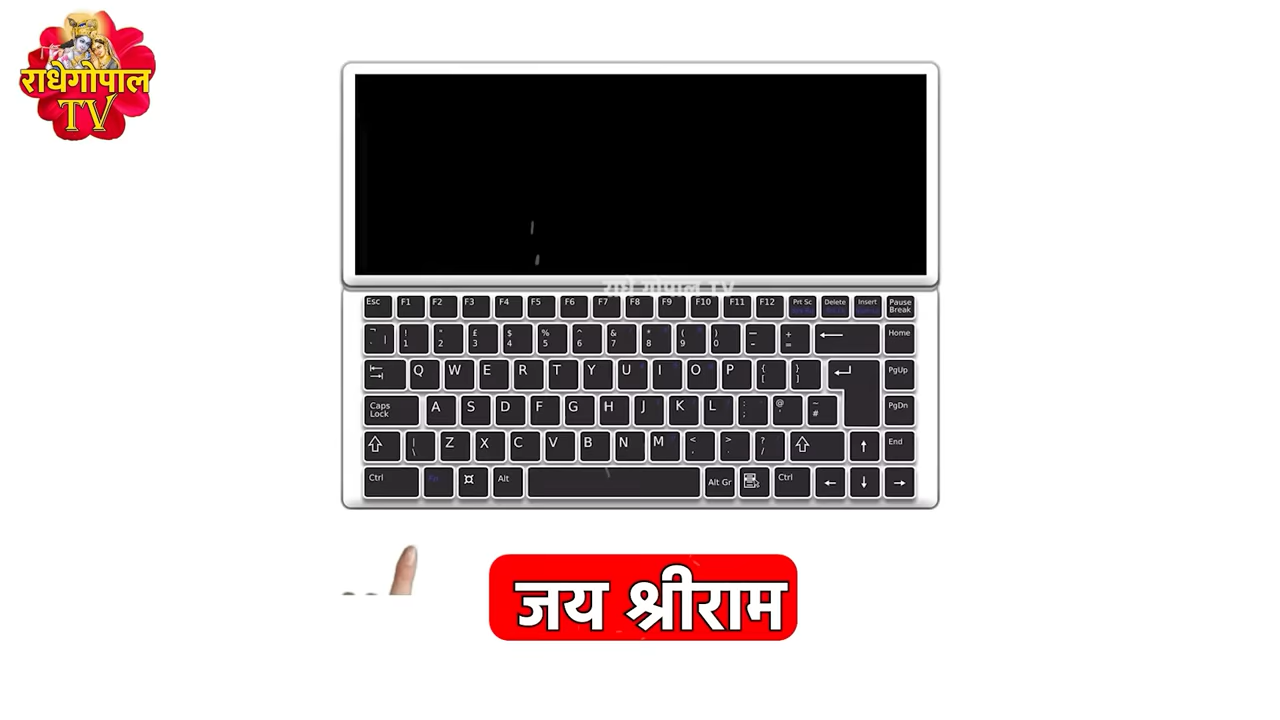 राधेगोपाल
TV
राधे गोपाल TV
Esc F1 F2 F3 F4 F5 F6 F7 F8 F9 F10 F11 F12 Prt Sc Delete Insert Pause Break
! " £ $ % ^ & * ( ) — +
1 2 3 4 5 6 7 8 9 0 - = Home
Q W E R T Y U I O P { [ } ] PgUp
Caps Lock A S D F G H J K L : ; @ ' ~ # PgDn
| \ Z X C V B N M < , > . ? / End
Ctrl Alt Alt Gr Ctrl
जय श्रीराम